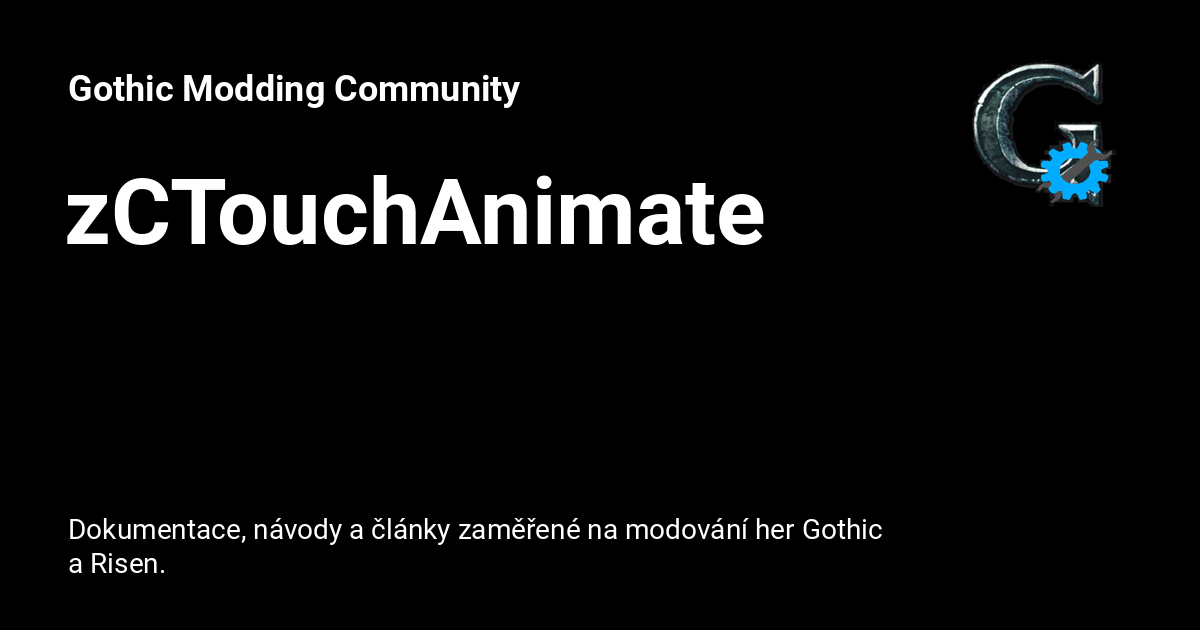 Gothic Modding Community
zCTouchAnimate
Dokumentace, návody a články zaměřené na modování her Gothic
a Risen.